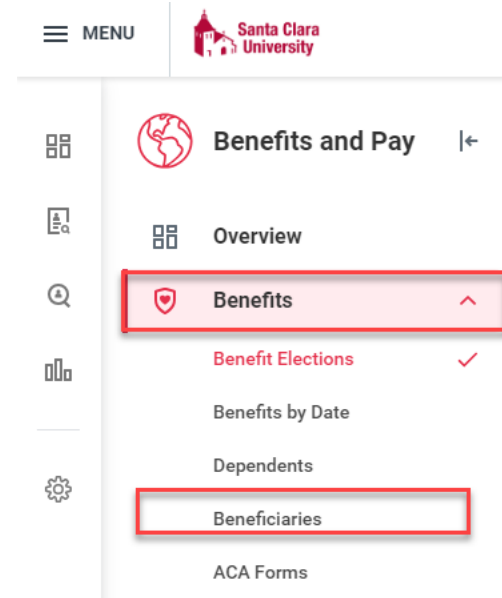 MENU
Santa Clara
University
Benefits and Pay
Overview
Benefits
Benefit Elections
Benefits by Date
Dependents
Beneficiaries
ACA Forms